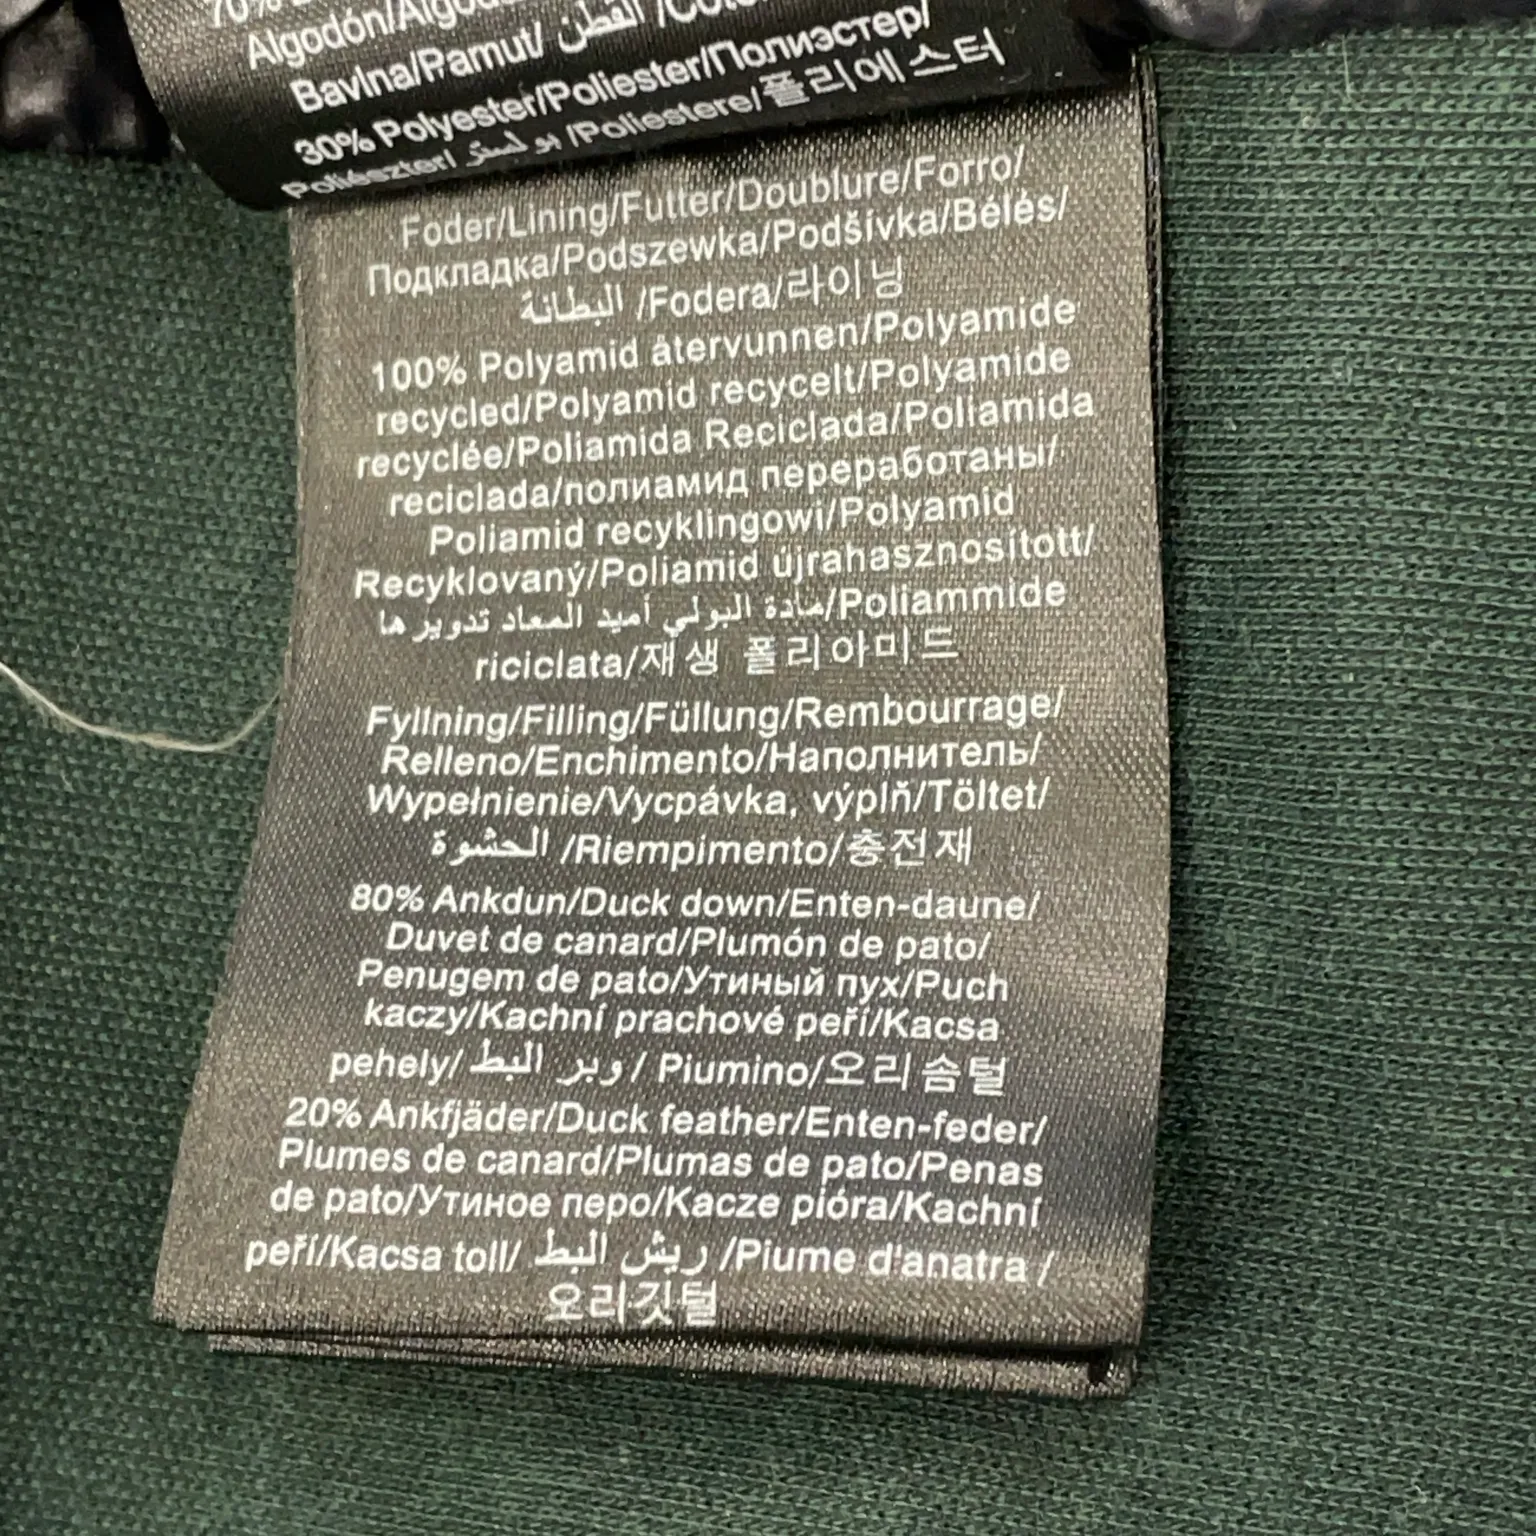 70%
Algodón/
Bavlna/Pamut/ القطن
30% Polyester/Poliester/Полиэстер/
Poliészter/ بوليستر /Poliestere/폴리에스터
Foder/Lining/Futter/Doublure/Forro/
Подкладка/Podszewka/Podšívka/Bélés/
البطانة /Fodera/라이닝
100% Polyamid återvunnen/Polyamide
recycled/Polyamid recycelt/Polyamide
recyclée/Poliamida Reciclada/Poliamida
reciclada/полиамид переработаны/
Poliamid recyklingowi/Polyamid
Recyklovaný/Poliamid újrahasznosított/
مادة البولي أميد المعاد تدويرها/Poliammide
riciclata/재생 폴리아미드
Fyllning/Filling/Füllung/Rembourrage/
Relleno/Enchimento/Наполнитель/
Wypełnienie/Vycpávka, výplň/Töltet/
الحشوة /Riempimento/충전재
80% Ankdun/Duck down/Enten-daune/
Duvet de canard/Plumón de pato/
Penugem de pato/Утиный пух/Puch
kaczy/Kachní prachové peří/Kacsa
pehely/ وبر البط / Piumino/오리솜털
20% Ankfjäder/Duck feather/Enten-feder/
Plumes de canard/Plumas de pato/Penas
de pato/Утиное перо/Kacze pióra/Kachní
peří/Kacsa toll/ ريش البط /Piume d'anatra /
오리깃털